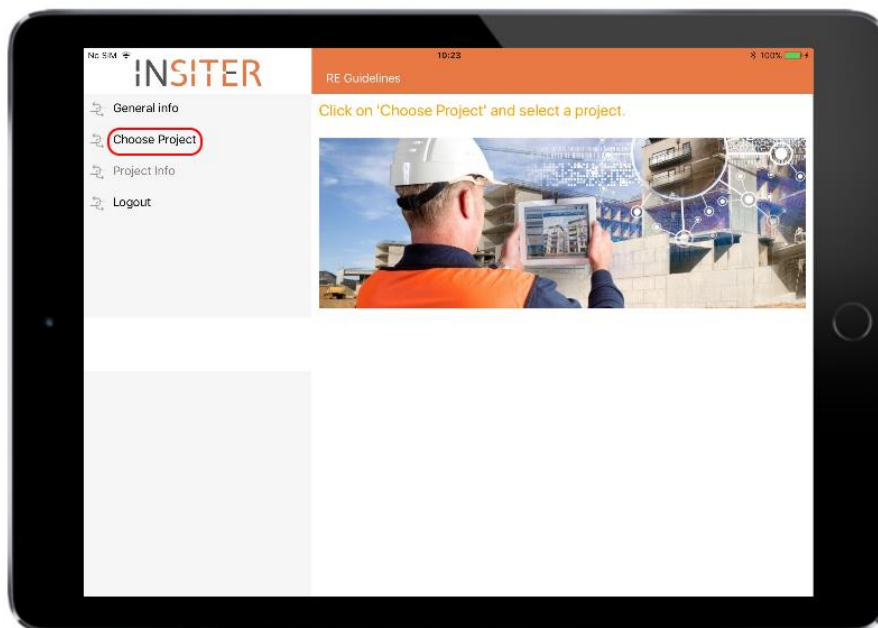 No SIM
10:23
100%
INSITER
RE Guidelines
General info
Choose Project
Project Info
Logout
Click on 'Choose Project' and select a project.